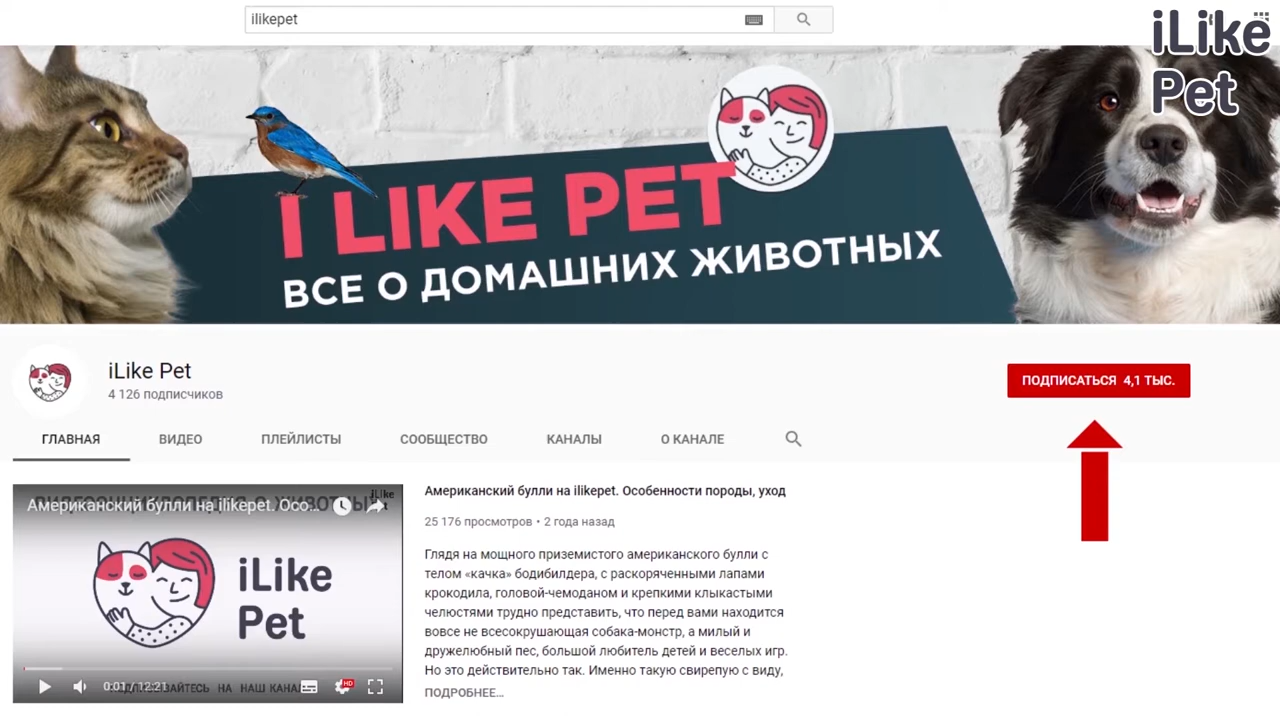 ilikepet
iLike
Pet
I LIKE PET
ВСЕ О ДОМАШНИХ ЖИВОТНЫХ
iLike Pet
4 126 подписчиков
ПОДПИСАТЬСЯ 4,1 ТЫС.
ГЛАВНАЯ
ВИДЕО
ПЛЕЙЛИСТЫ
СООБЩЕСТВО
КАНАЛЫ
О КАНАЛЕ
Американский булли на ilikepet. Осо...
iLike
Pet
0:01 / 12:21
HD
Американский булли на ilikepet. Особенности породы, уход
25 176 просмотров • 2 года назад
Глядя на мощного приземистого американского булли с
телом «качка» бодибилдера, с раскоряченными лапами
крокодила, головой-чемоданом и крепкими клыкастыми
челюстями трудно представить, что перед вами находится
вовсе не всесокрушающая собака-монстр, а милый и
дружелюбный пес, большой любитель детей и веселых игр.
Но это действительно так. Именно такую свирепую с виду,
ПОДРОБНЕЕ...